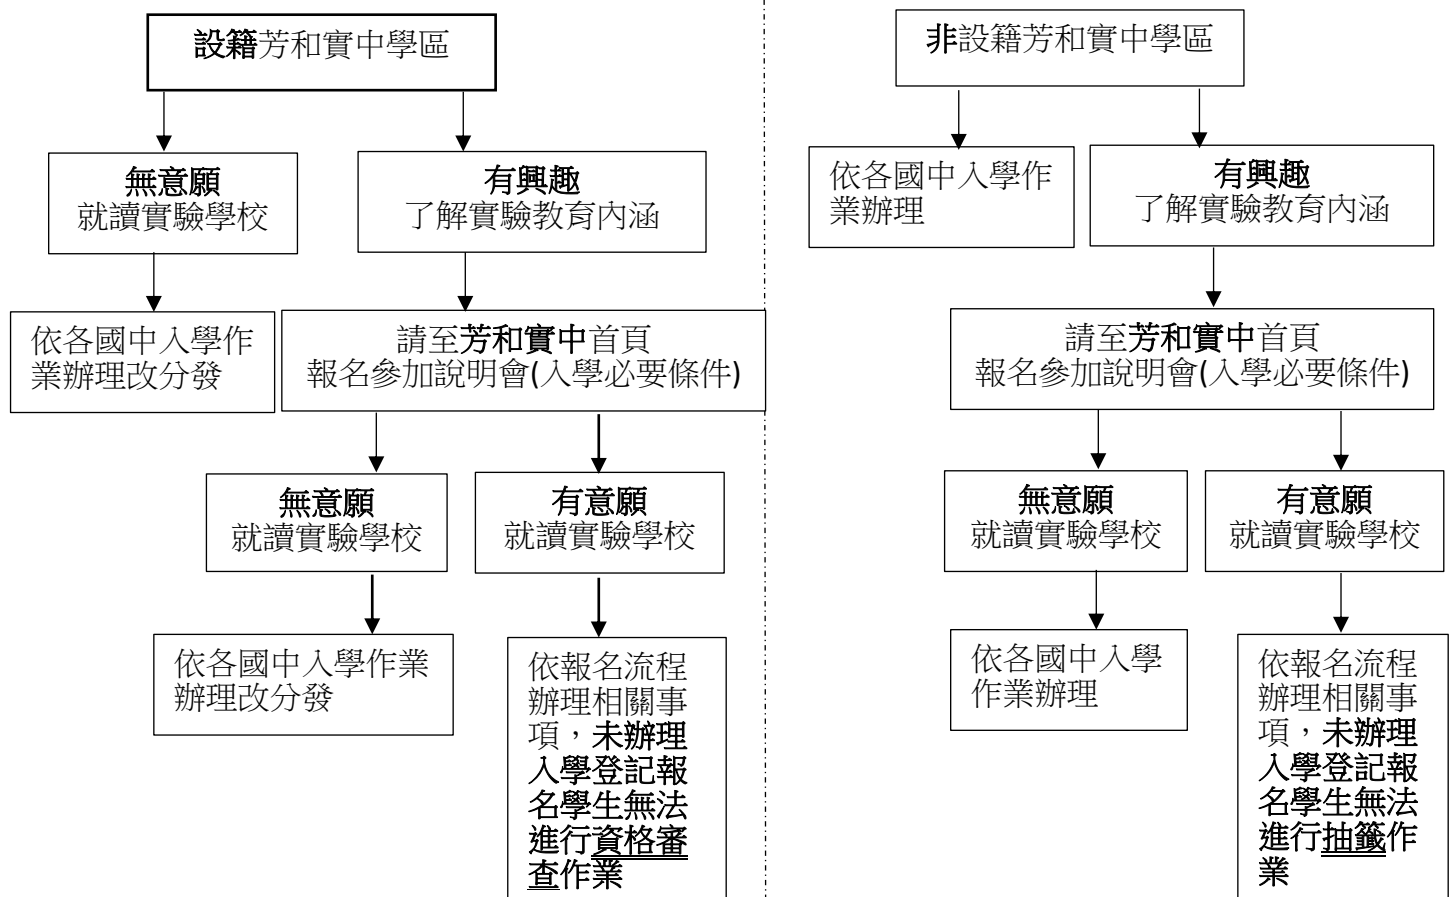 設籍芳和實中學區
無意願
就讀實驗學校
有興趣
了解實驗教育內涵
依各國中入學作
業辦理改分發
請至芳和實中首頁
報名參加說明會(入學必要條件)
無意願
就讀實驗學校
有意願
就讀實驗學校
依各國中入學作業
辦理改分發
依報名流程
辦理相關事
項，未辦理
入學登記報
名學生無法
進行資格審
查作業
非設籍芳和實中學區
依各國中入學作
業辦理
有興趣
了解實驗教育內涵
請至芳和實中首頁
報名參加說明會(入學必要條件)
無意願
就讀實驗學校
有意願
就讀實驗學校
依各國中入學
作業辦理
依報名流程
辦理相關事
項，未辦理
入學登記報
名學生無法
進行抽籤作
業